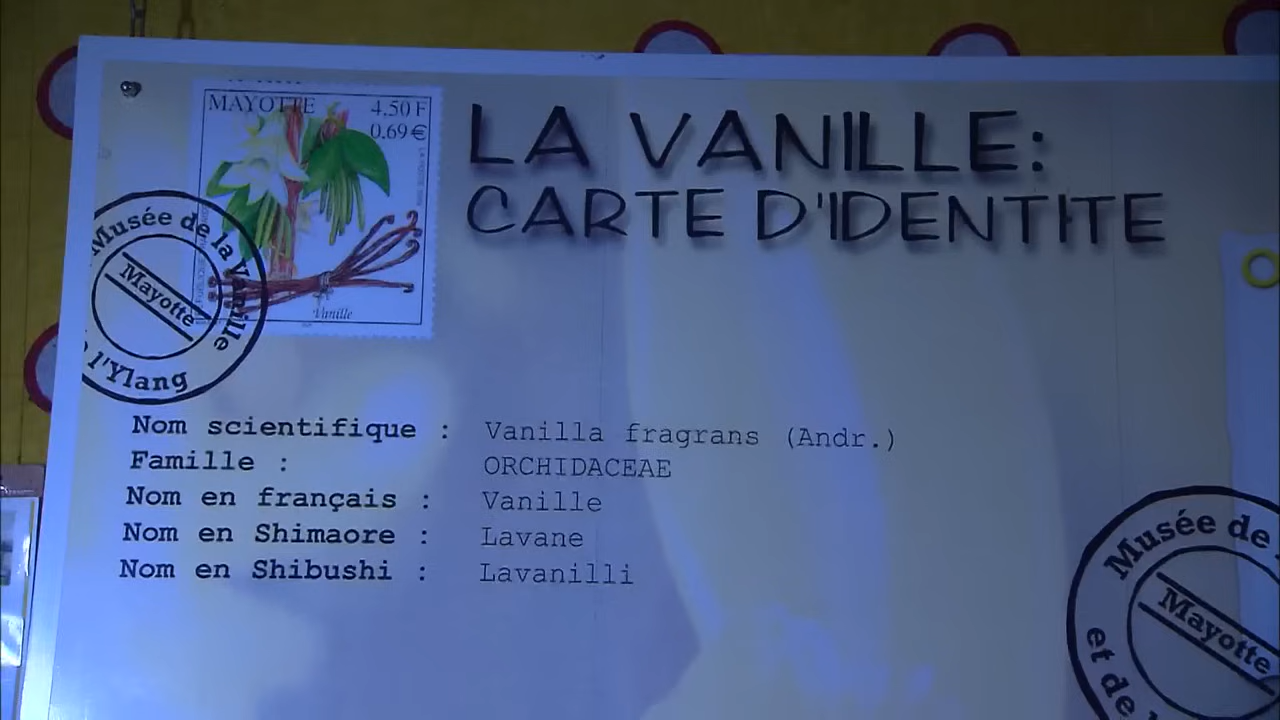 MAYOTTE 4,50 F
0,69 €
Vanille
Musée de la Vanille
Mayotte
l'Ylang
LA VANILLE:
CARTE D'IDENTITE
Nom scientifique : Vanilla fragrans (Andr.)
Famille : ORCHIDACEAE
Nom en français : Vanille
Nom en Shimaore : Lavane
Nom en Shibushi : Lavanilli
Musée de
Mayotte
et de